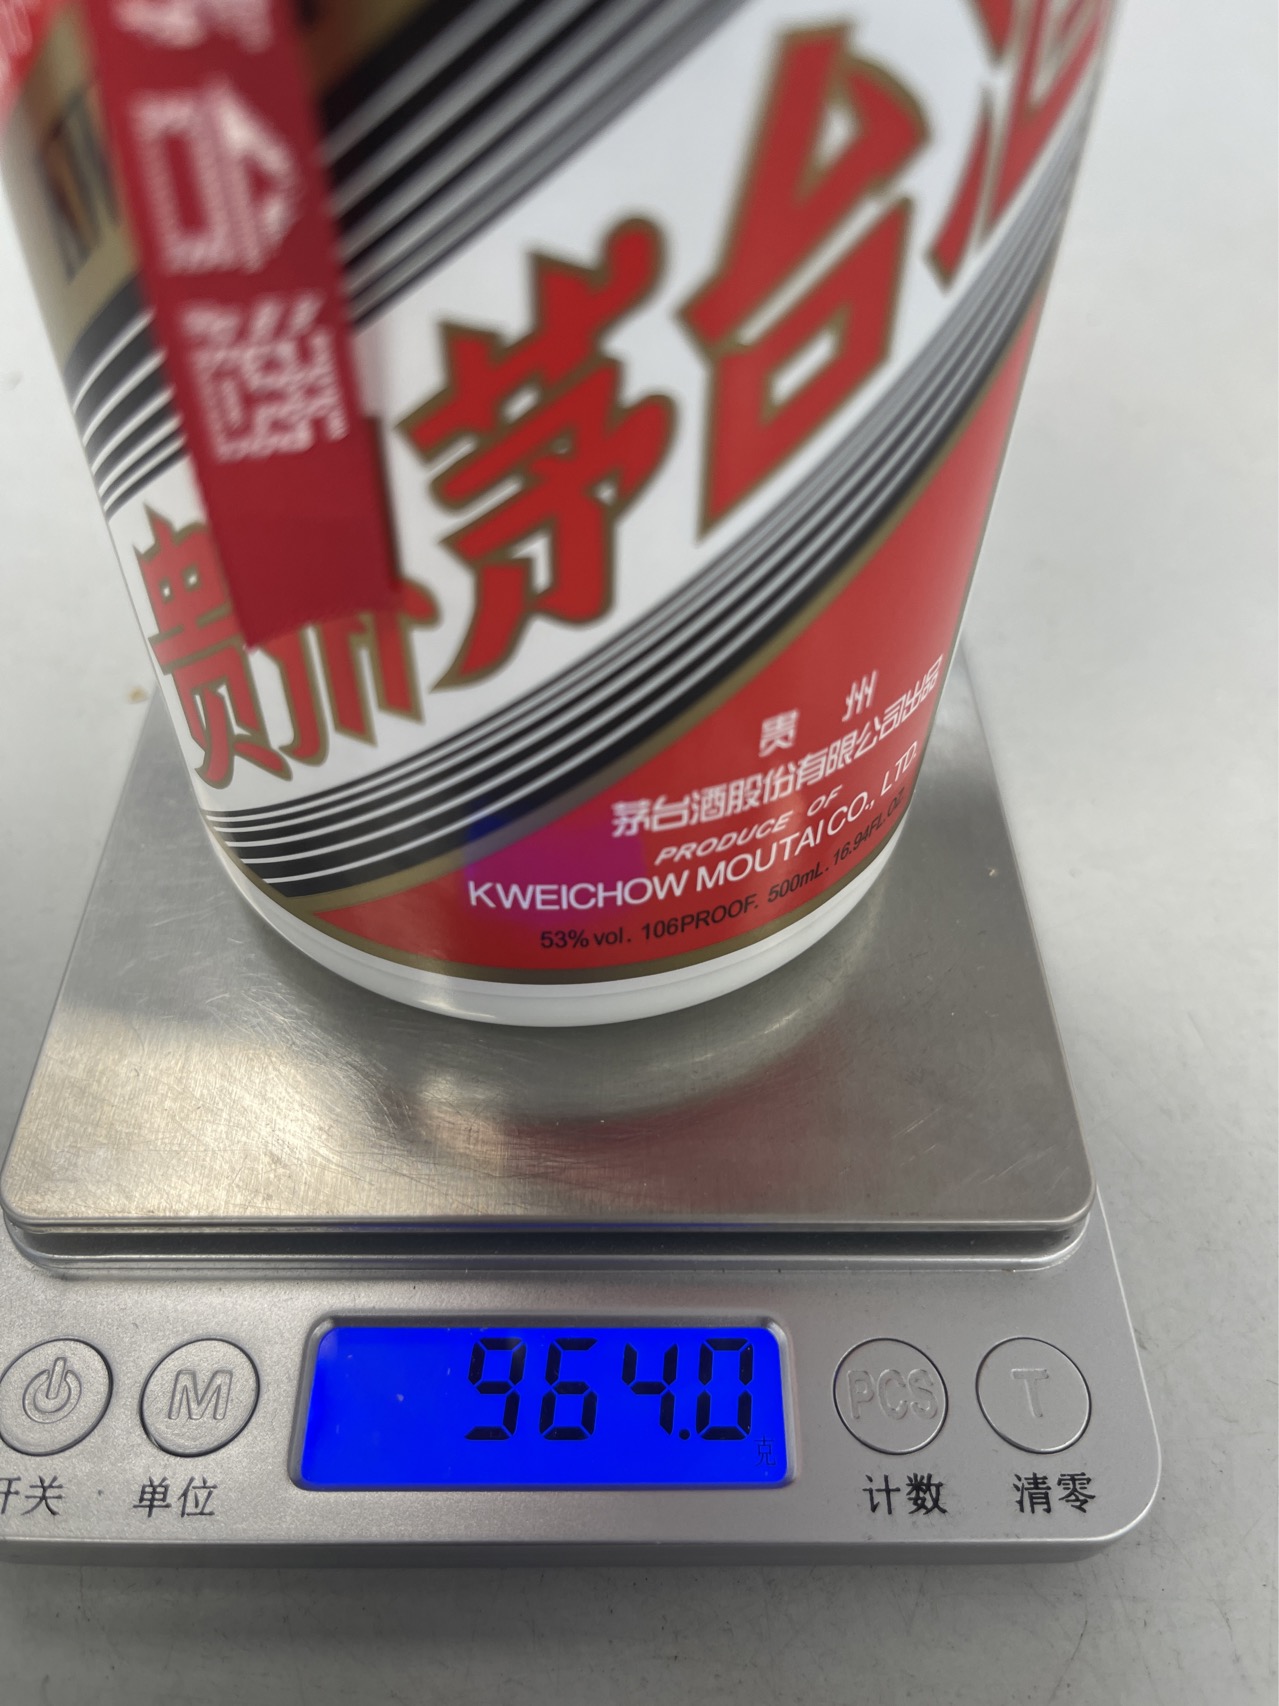 贵州茅台酒
贵 州
茅台酒股份有限公司出品
PRODUCE OF
KWEICHOW MOUTAI CO., LTD.
53% vol. 106PROOF. 500mL. 16.94FL.OZ
964.0
克
M
PCS
T
开关
单位
计数
清零